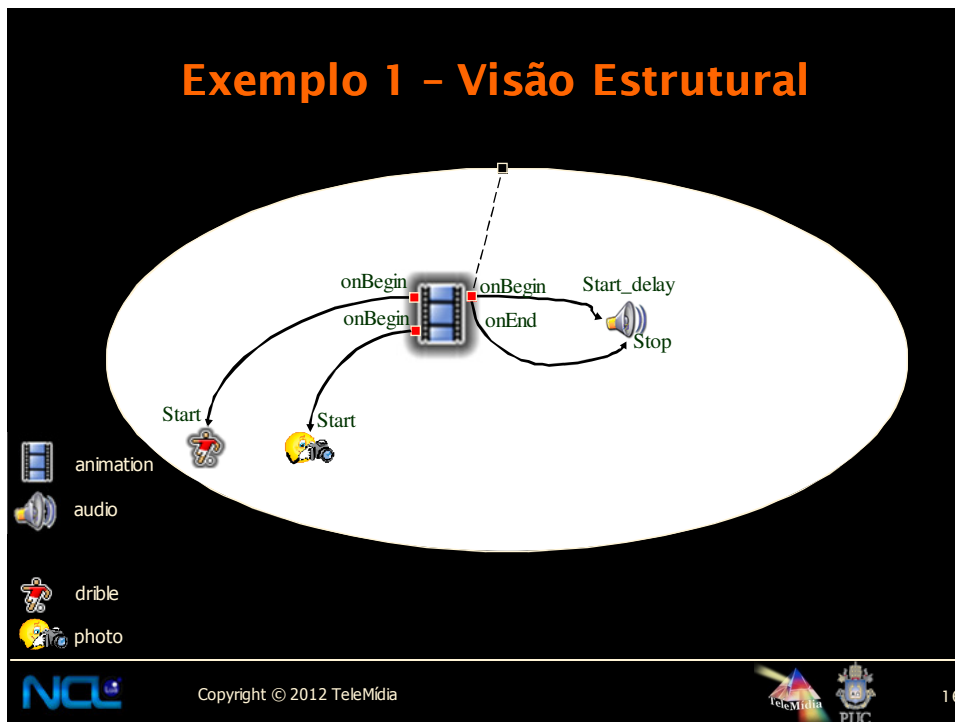 Exemplo 1 – Visão Estrutural
onBegin
onBegin
Start_delay
onBegin
onEnd
Stop
Start
Start
animation
audio
drible
photo
NCL
Copyright © 2012 TeleMídia
TeleMídia
PUC
16